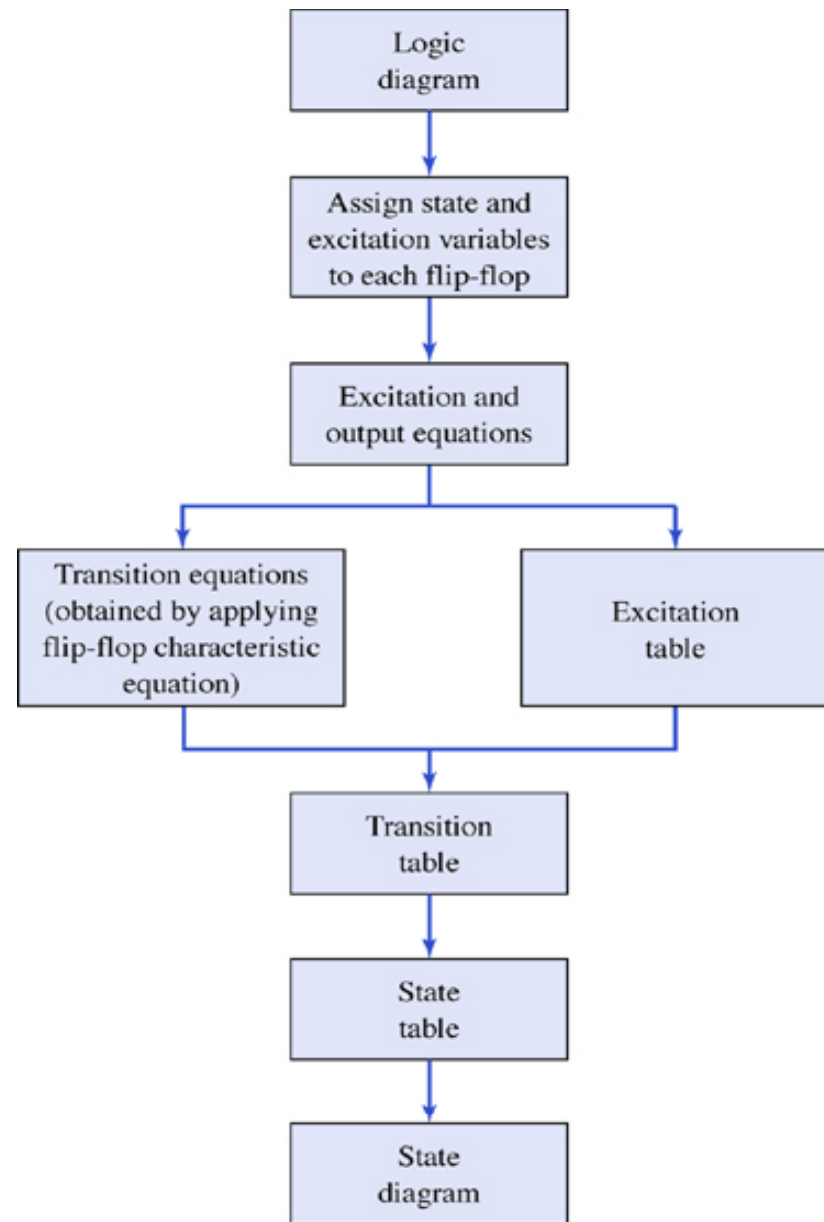 Logic
diagram
Assign state and
excitation variables
to each flip-flop
Excitation and
output equations
Transition equations
(obtained by applying
flip-flop characteristic
equation)
Excitation
table
Transition
table
State
table
State
diagram